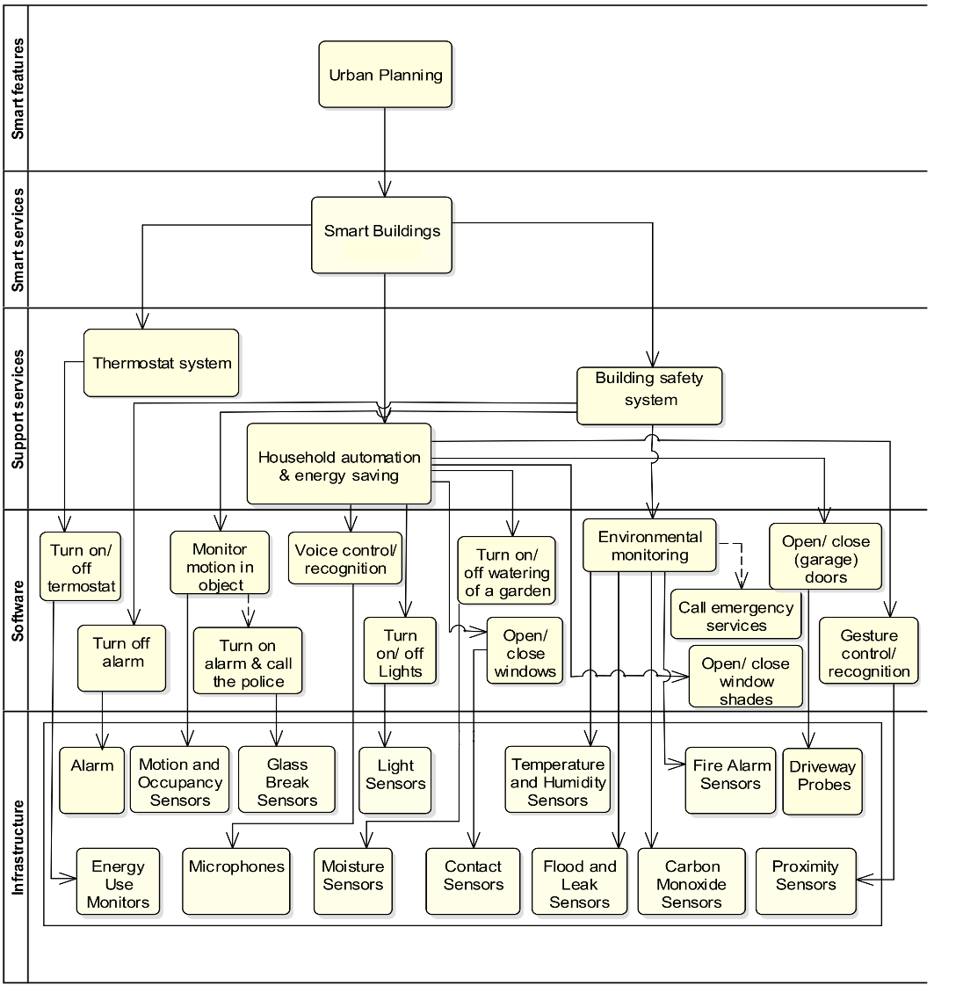 Smart features
Urban Planning
Smart services
Smart Buildings
Support services
Thermostat system
Building safety
system
Household automation
& energy saving
Software
Turn on/
off
termostat
Monitor
motion in
object
Voice control/
recognition
Turn on/
off watering
of a garden
Environmental
monitoring
Open/ close
(garage)
doors
Call emergency
services
Turn off
alarm
Turn on
alarm & call
the police
Turn
on/ off
Lights
Open/
close
windows
Open/ close
window
shades
Gesture
control/
recognition
Infrastructure
Alarm
Motion and
Occupancy
Sensors
Glass
Break
Sensors
Light
Sensors
Temperature
and Humidity
Sensors
Fire Alarm
Sensors
Driveway
Probes
Energy
Use
Monitors
Microphones
Moisture
Sensors
Contact
Sensors
Flood and
Leak
Sensors
Carbon
Monoxide
Sensors
Proximity
Sensors